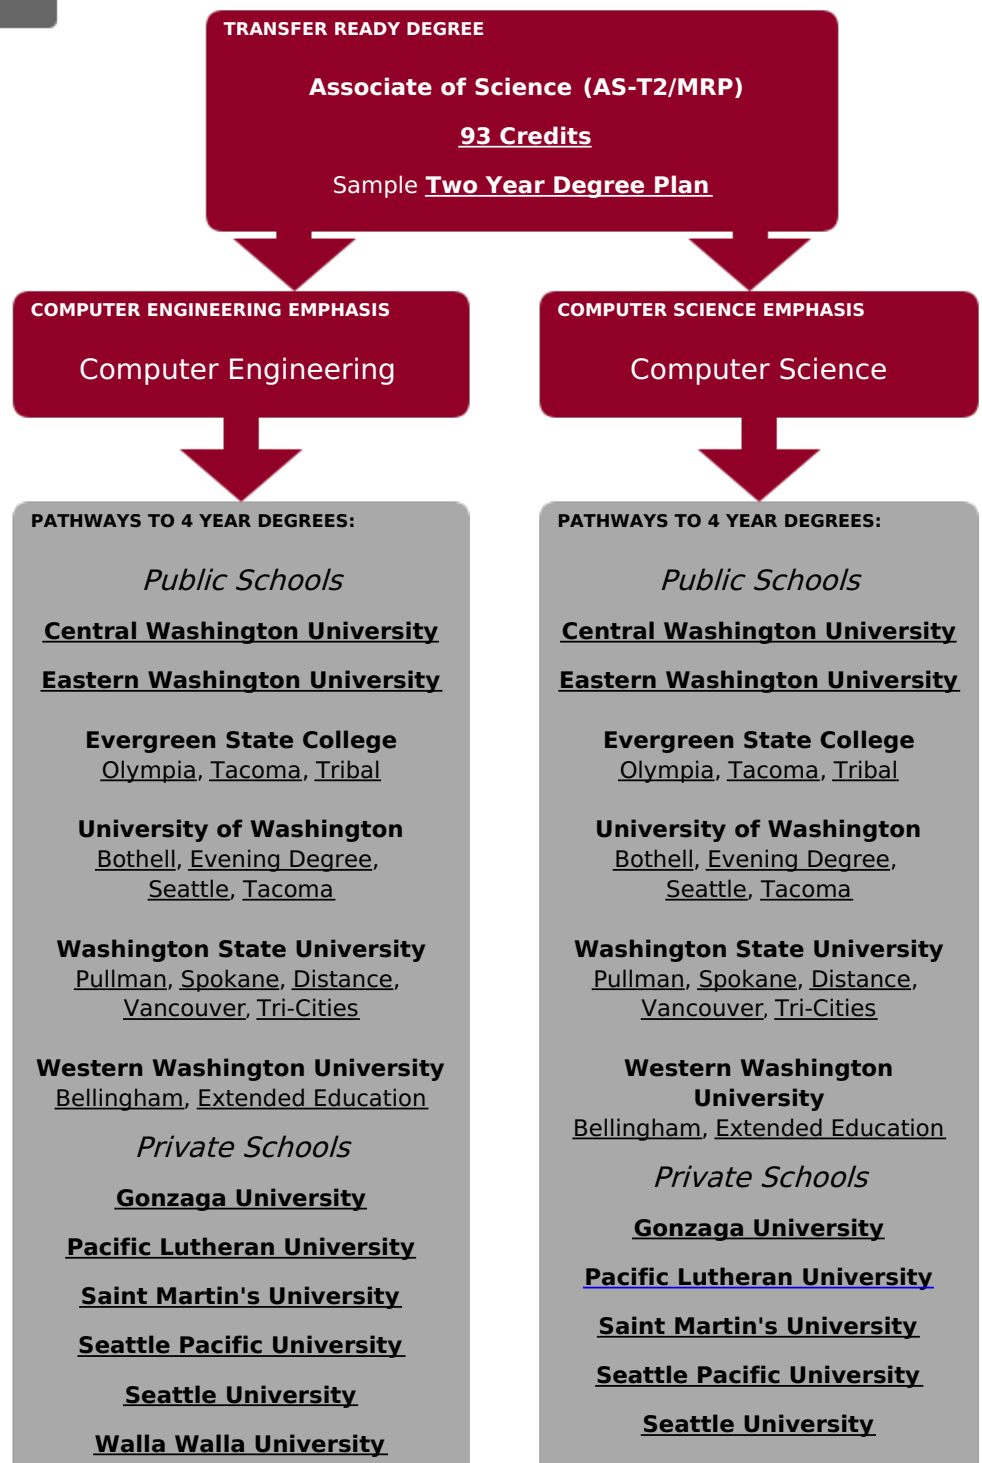 TRANSFER READY DEGREE
Associate of Science (AS-T2/MRP)
93 Credits
Sample Two Year Degree Plan
COMPUTER ENGINEERING EMPHASIS
Computer Engineering
PATHWAYS TO 4 YEAR DEGREES:
Public Schools
Central Washington University
Eastern Washington University
Evergreen State College
Olympia, Tacoma, Tribal
University of Washington
Bothell, Evening Degree,
Seattle, Tacoma
Washington State University
Pullman, Spokane, Distance,
Vancouver, Tri-Cities
Western Washington University
Bellingham, Extended Education
Private Schools
Gonzaga University
Pacific Lutheran University
Saint Martin's University
Seattle Pacific University
Seattle University
Walla Walla University
COMPUTER SCIENCE EMPHASIS
Computer Science
PATHWAYS TO 4 YEAR DEGREES:
Public Schools
Central Washington University
Eastern Washington University
Evergreen State College
Olympia, Tacoma, Tribal
University of Washington
Bothell, Evening Degree,
Seattle, Tacoma
Washington State University
Pullman, Spokane, Distance,
Vancouver, Tri-Cities
Western Washington
University
Bellingham, Extended Education
Private Schools
Gonzaga University
Pacific Lutheran University
Saint Martin's University
Seattle Pacific University
Seattle University